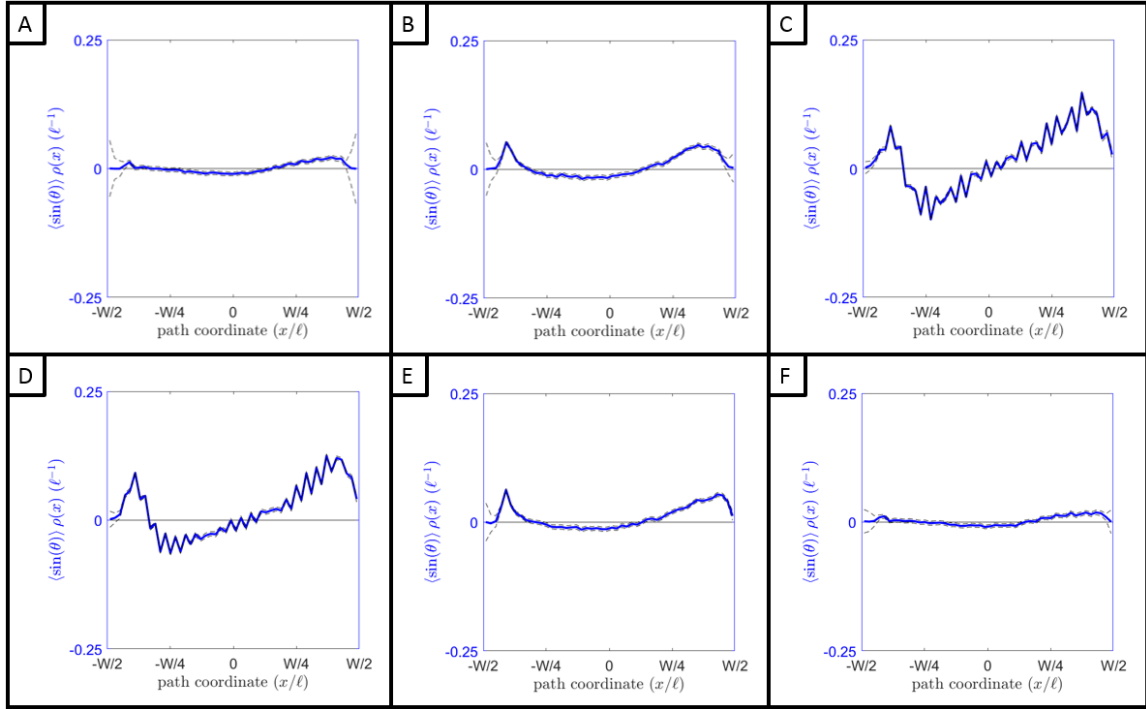 A
0.25
0
-0.25
⟨sin(θ)⟩ ρ(x) (ℓ⁻¹)
-W/2 -W/4 0 W/4 W/2
path coordinate (x/ℓ)
B
0.25
0
-0.25
⟨sin(θ)⟩ ρ(x) (ℓ⁻¹)
-W/2 -W/4 0 W/4 W/2
path coordinate (x/ℓ)
C
0.25
0
-0.25
⟨sin(θ)⟩ ρ(x) (ℓ⁻¹)
-W/2 -W/4 0 W/4 W/2
path coordinate (x/ℓ)
D
0.25
0
-0.25
⟨sin(θ)⟩ ρ(x) (ℓ⁻¹)
-W/2 -W/4 0 W/4 W/2
path coordinate (x/ℓ)
E
0.25
0
-0.25
⟨sin(θ)⟩ ρ(x) (ℓ⁻¹)
-W/2 -W/4 0 W/4 W/2
path coordinate (x/ℓ)
F
0.25
0
-0.25
⟨sin(θ)⟩ ρ(x) (ℓ⁻¹)
-W/2 -W/4 0 W/4 W/2
path coordinate (x/ℓ)